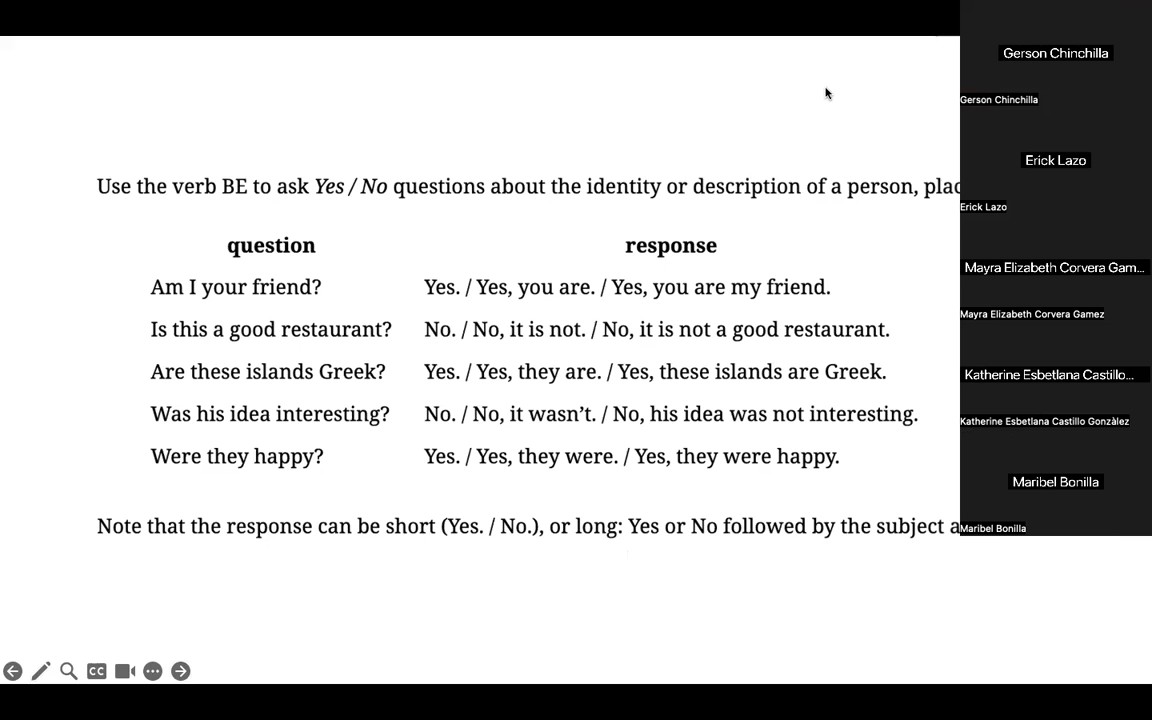 Use the verb BE to ask Yes / No questions about the identity or description of a person,
question response
Am I your friend? Yes. / Yes, you are. / Yes, you are my friend.
Is this a good restaurant? No. / No, it is not. / No, it is not a good restaurant.
Are these islands Greek? Yes. / Yes, they are. / Yes, these islands are Greek.
Was his idea interesting? No. / No, it wasn’t. / No, his idea was not interesting.
Were they happy? Yes. / Yes, they were. / Yes, they were happy.
Note that the response can be short (Yes. / No.), or long: Yes or No followed by the subject
CC
Gerson Chinchilla
Gerson Chinchilla
Erick Lazo
Erick Lazo
Mayra Elizabeth Corvera Gam...
Mayra Elizabeth Corvera Gamez
Katherine Esbetlana Castillo...
Katherine Esbetlana Castillo Gonzàlez
Maribel Bonilla
Maribel Bonilla